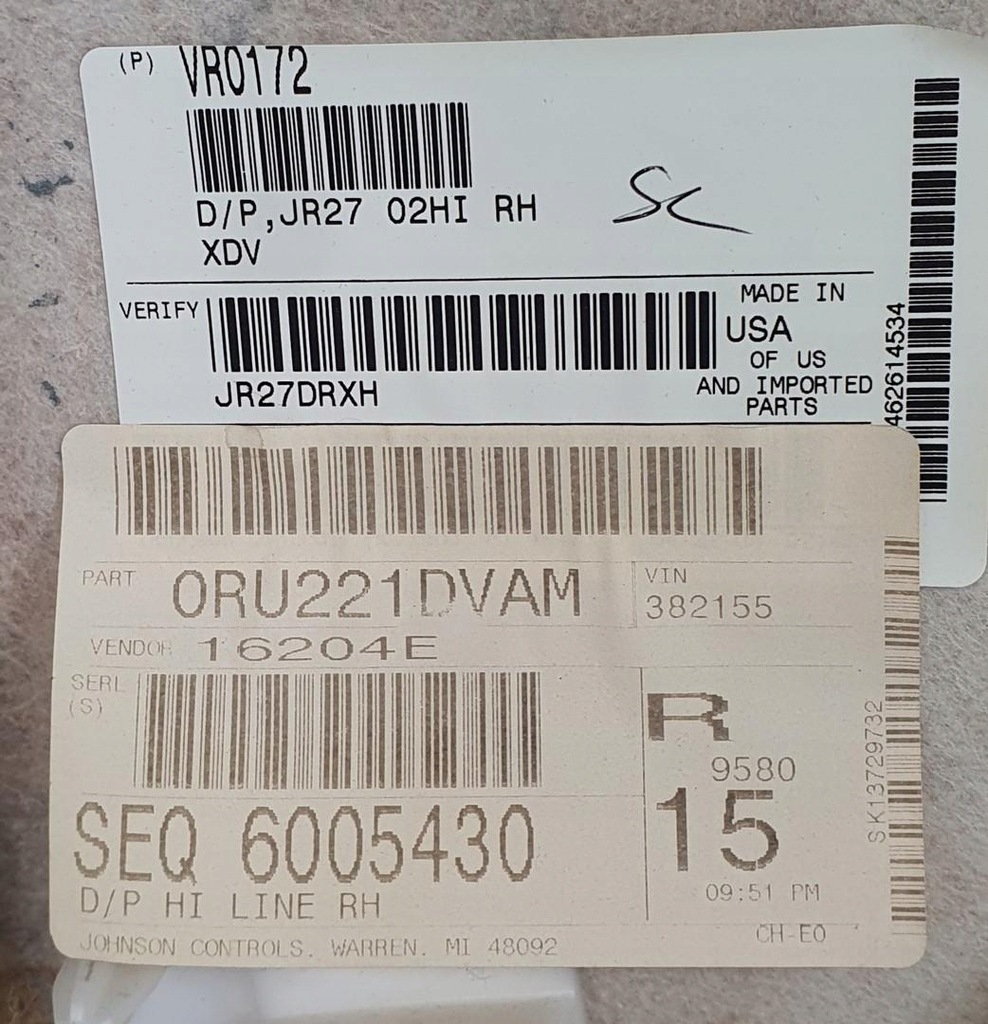 (P) VR0172
D/P,JR27 02HI RH
XDV
SC
VERIFY
JR27DRXH
MADE IN
USA
OF US
AND IMPORTED
PARTS
462614534
PART 0RU221DVAM
VIN
382155
VENDOR 16204E
SERL
(S)
SEQ 6005430
D/P HI LINE RH
R
9580
15
09:51 PM
CH-EO
JOHNSON CONTROLS. WARREN. MI 48092
SK13729732